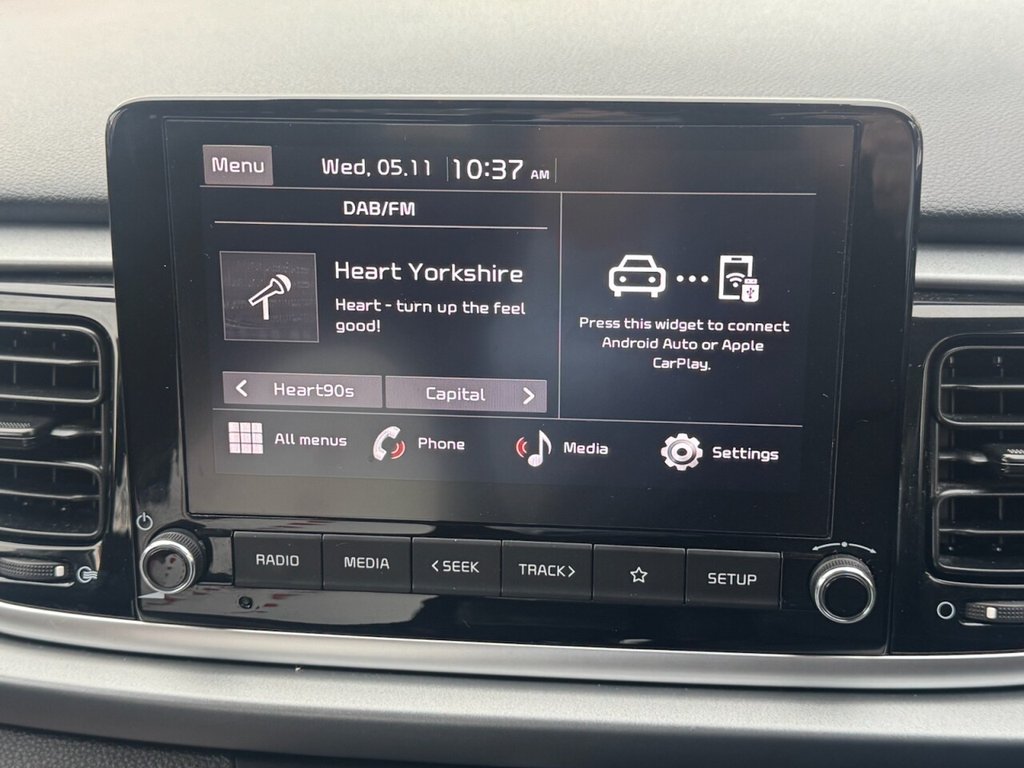 Menu
Wed, 05.11 10:37 AM
DAB/FM
Heart Yorkshire
Heart - turn up the feel
good!
< Heart90s
Capital >
Press this widget to connect
Android Auto or Apple
CarPlay.
All menus
Phone
Media
Settings
RADIO
MEDIA
<SEEK
TRACK>
SETUP